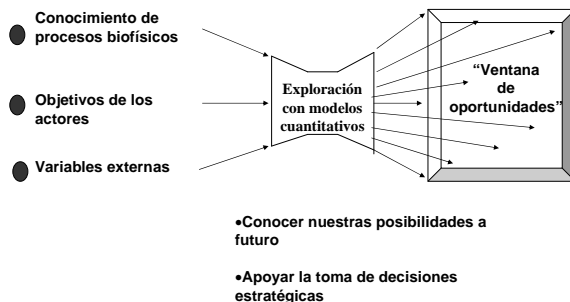 Conocimiento de
procesos biofísicos
Objetivos de los
actores
Variables externas
Exploración
con modelos
cuantitativos
“Ventana
de
oportunidades”
•Conocer nuestras posibilidades a
futuro
•Apoyar la toma de decisiones
estratégicas